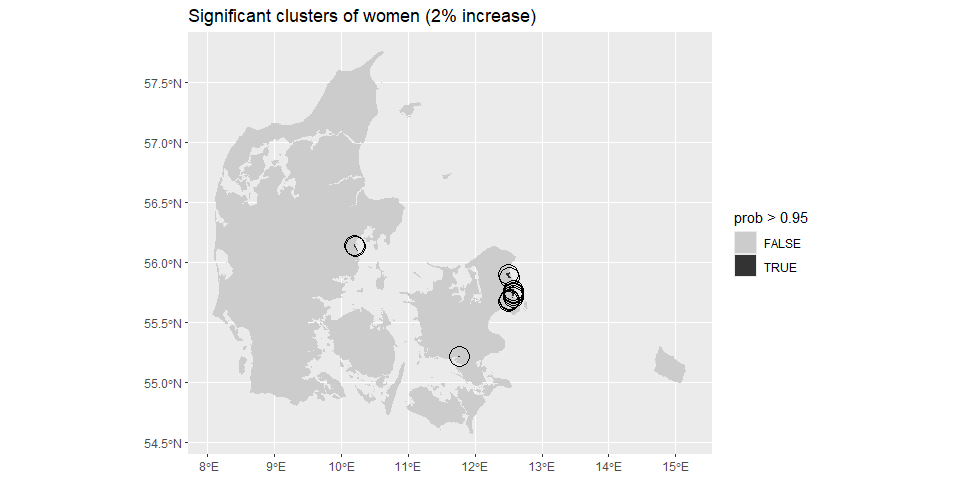 Significant clusters of women (2% increase)
57.5°N
57.0°N
56.5°N
56.0°N
55.5°N
55.0°N
54.5°N
8°E 9°E 10°E 11°E 12°E 13°E 14°E 15°E
prob > 0.95
FALSE
TRUE